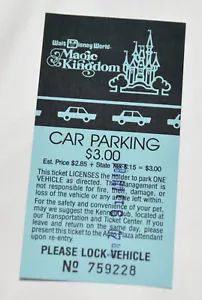 Walt Disney World
Magic
Kingdom
CAR PARKING
$3.00
Est. Price $2.85 + State Tax $.15 = $3.00
This ticket LICENSES the holder to park ONE
VEHICLE as directed. The management is
not responsible for fire, damage, or
loss of the vehicle or any article left within.
For the safety and convenience of your pet,
we may suggest the Kennel Club, located at
our Transportation and Ticket Center. If you
leave during the day and return, please
present this ticket to the Auto Plaza attendant
upon re-entry.
PLEASE LOCK VEHICLE
No 759228